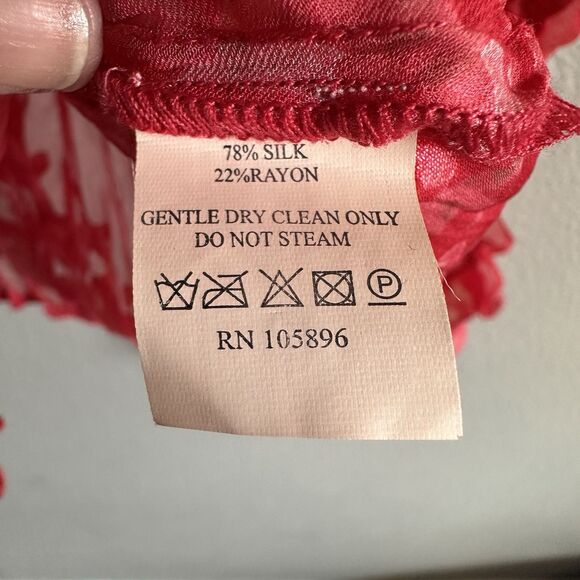 78% SILK
22%RAYON
GENTLE DRY CLEAN ONLY
DO NOT STEAM
P
RN 105896